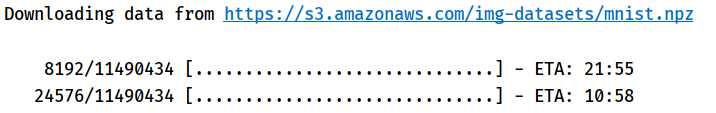 Downloading data from https://s3.amazonaws.com/img-datasets/mnist.npz
8192/11490434 [..............................] - ETA: 21:55
24576/11490434 [..............................] - ETA: 10:58